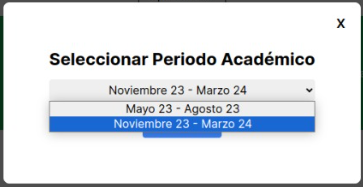 X
Seleccionar Periodo Académico
Noviembre 23 - Marzo 24
Mayo 23 - Agosto 23
Noviembre 23 - Marzo 24